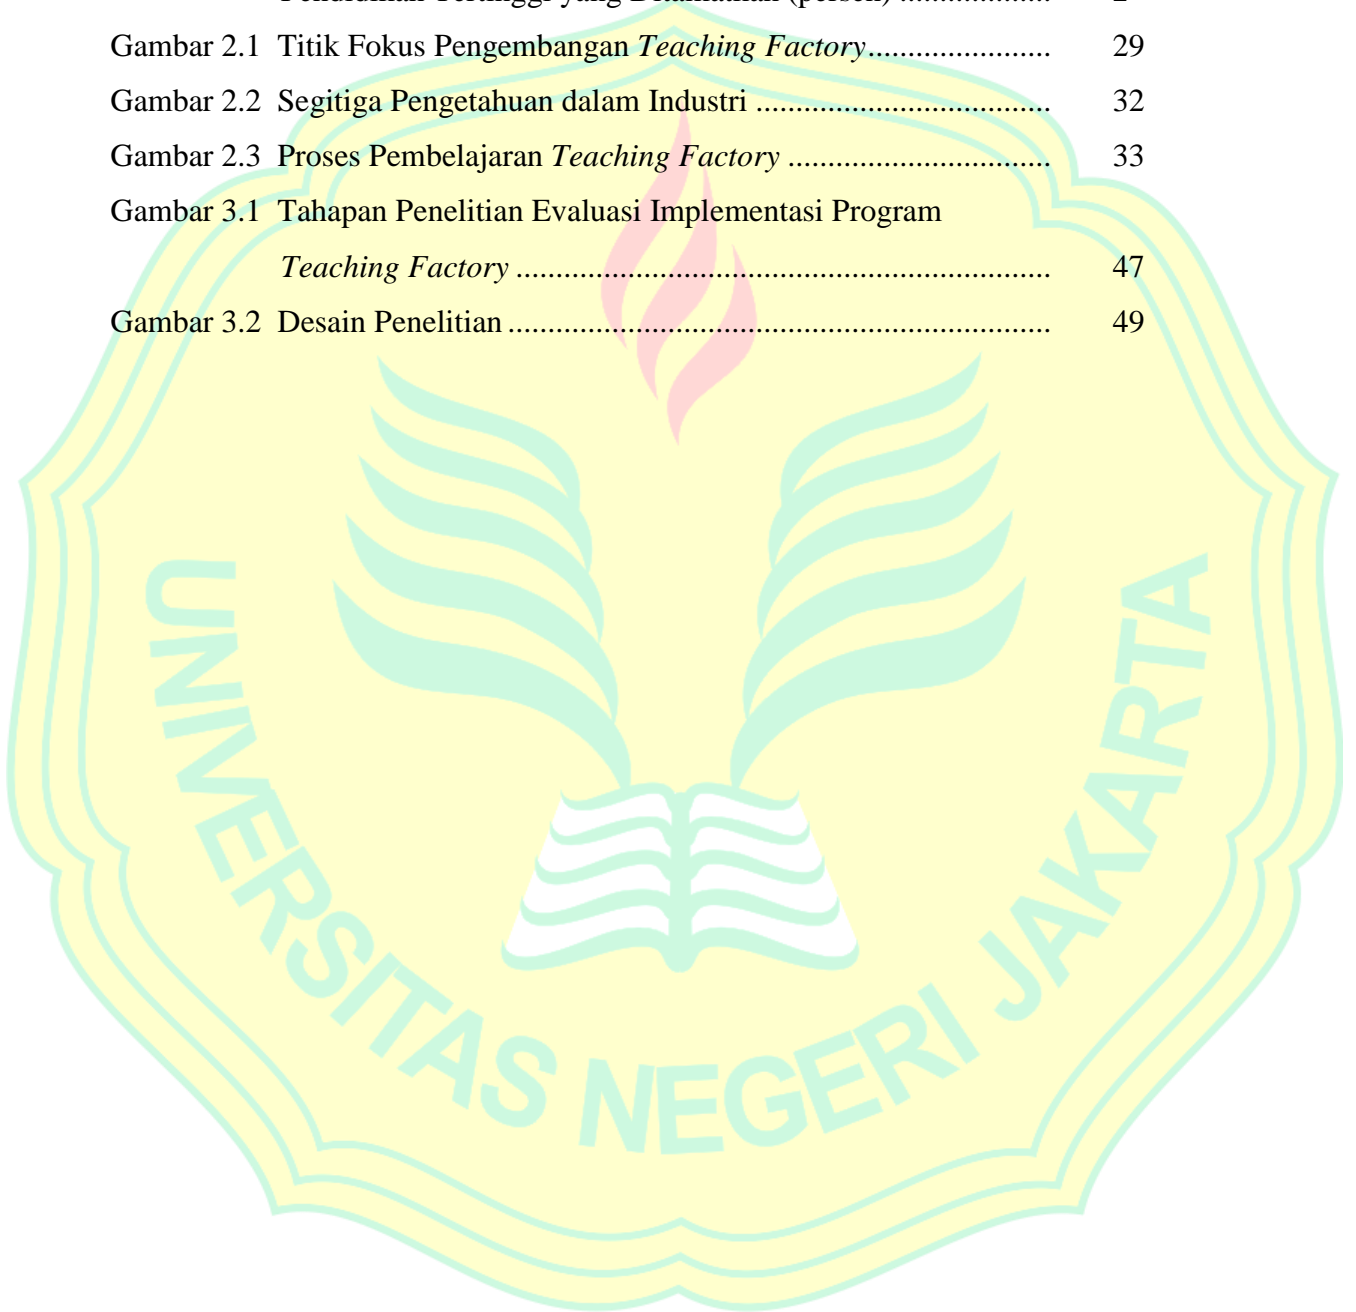 Gambar 2.1 Titik Fokus Pengembangan Teaching Factory....................... 29
Gambar 2.2 Segitiga Pengetahuan dalam Industri ..................................... 32
Gambar 2.3 Proses Pembelajaran Teaching Factory ................................. 33
Gambar 3.1 Tahapan Penelitian Evaluasi Implementasi Program
Teaching Factory ................................................................... 47
Gambar 3.2 Desain Penelitian .................................................................... 49
UNIVERSITAS NEGERI JAKARTA